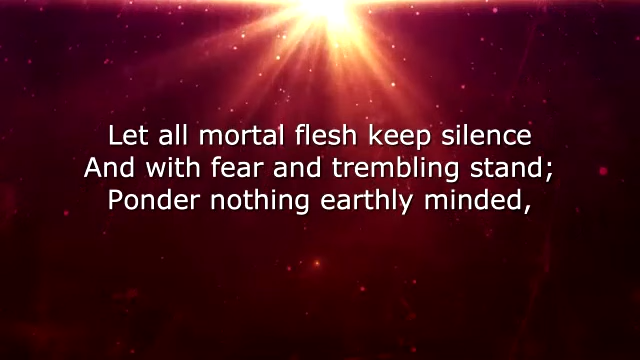 Let all mortal flesh keep silence
And with fear and trembling stand;
Ponder nothing earthly minded,